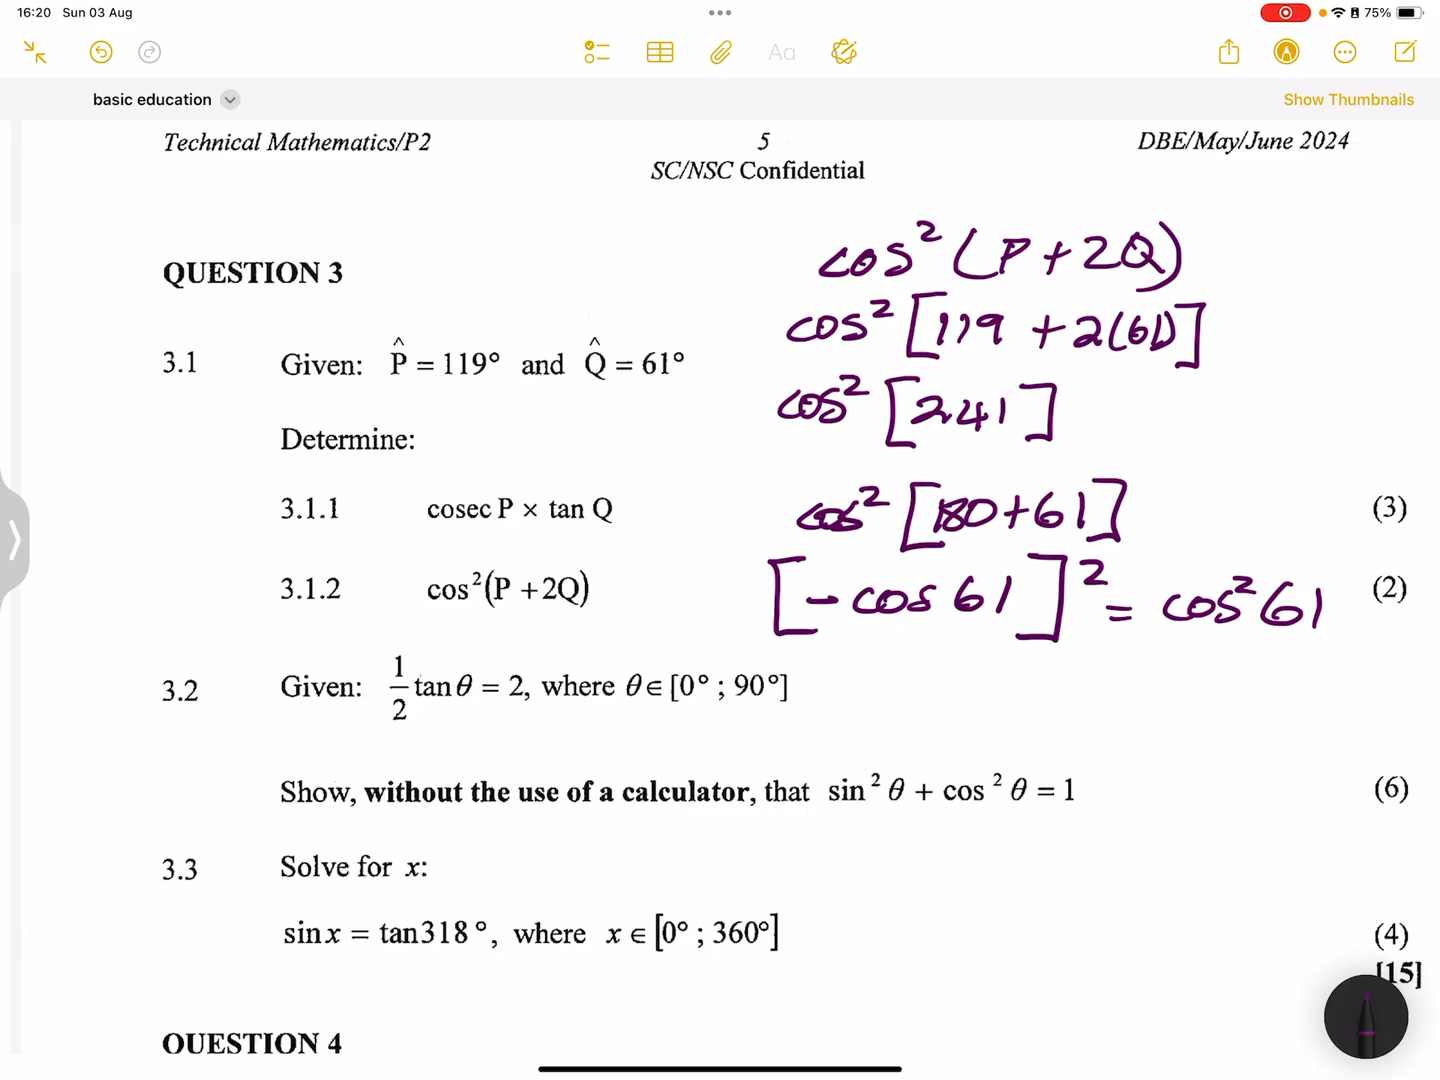 16:20 Sun 03 Aug
75%
Aa
basic education
Show Thumbnails
Technical Mathematics/P2 5 DBE/May/June 2024
SC/NSC Confidential
QUESTION 3
3.1 Given: P̂ = 119° and Q̂ = 61°
Determine:
3.1.1 cosec P × tan Q (3)
3.1.2 cos²(P +2Q) (2)
cos² (P + 2Q)
cos² [119 + 2(61)]
cos² [241]
cos² [180+61]
[- cos 61]² = cos² 61
3.2 Given: 1/2 tan θ = 2, where θ ∈ [0° ; 90°]
Show, without the use of a calculator, that sin² θ + cos² θ = 1 (6)
3.3 Solve for x:
sin x = tan 318°, where x ∈ [0° ; 360°] (4)
[15]
QUESTION 4